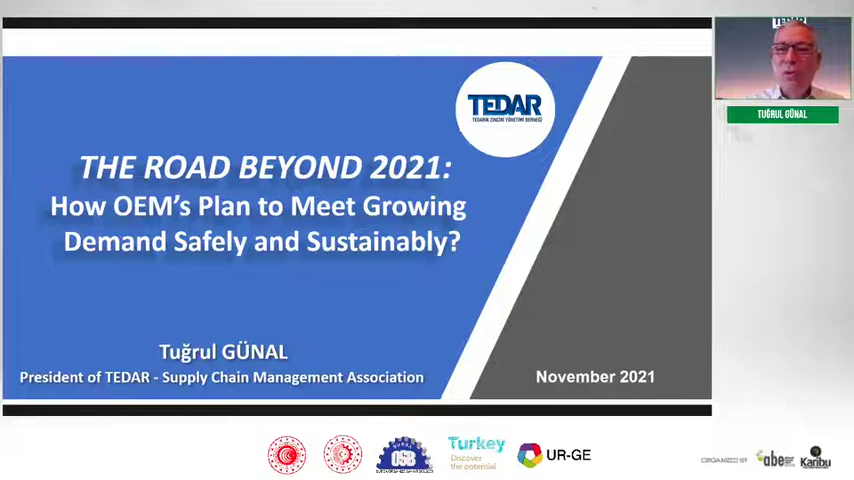 TEDAR
TEDARİK ZİNCİRİ YÖNETİMİ DERNEĞİ
THE ROAD BEYOND 2021:
How OEM's Plan to Meet Growing
Demand Safely and Sustainably?
Tuğrul GÜNAL
President of TEDAR - Supply Chain Management Association
November 2021
TEDAR
TUĞRUL GÜNAL
OSB
Turkey
Discover
the potential
UR-GE
ORGANIZED BY
abe
Karibu